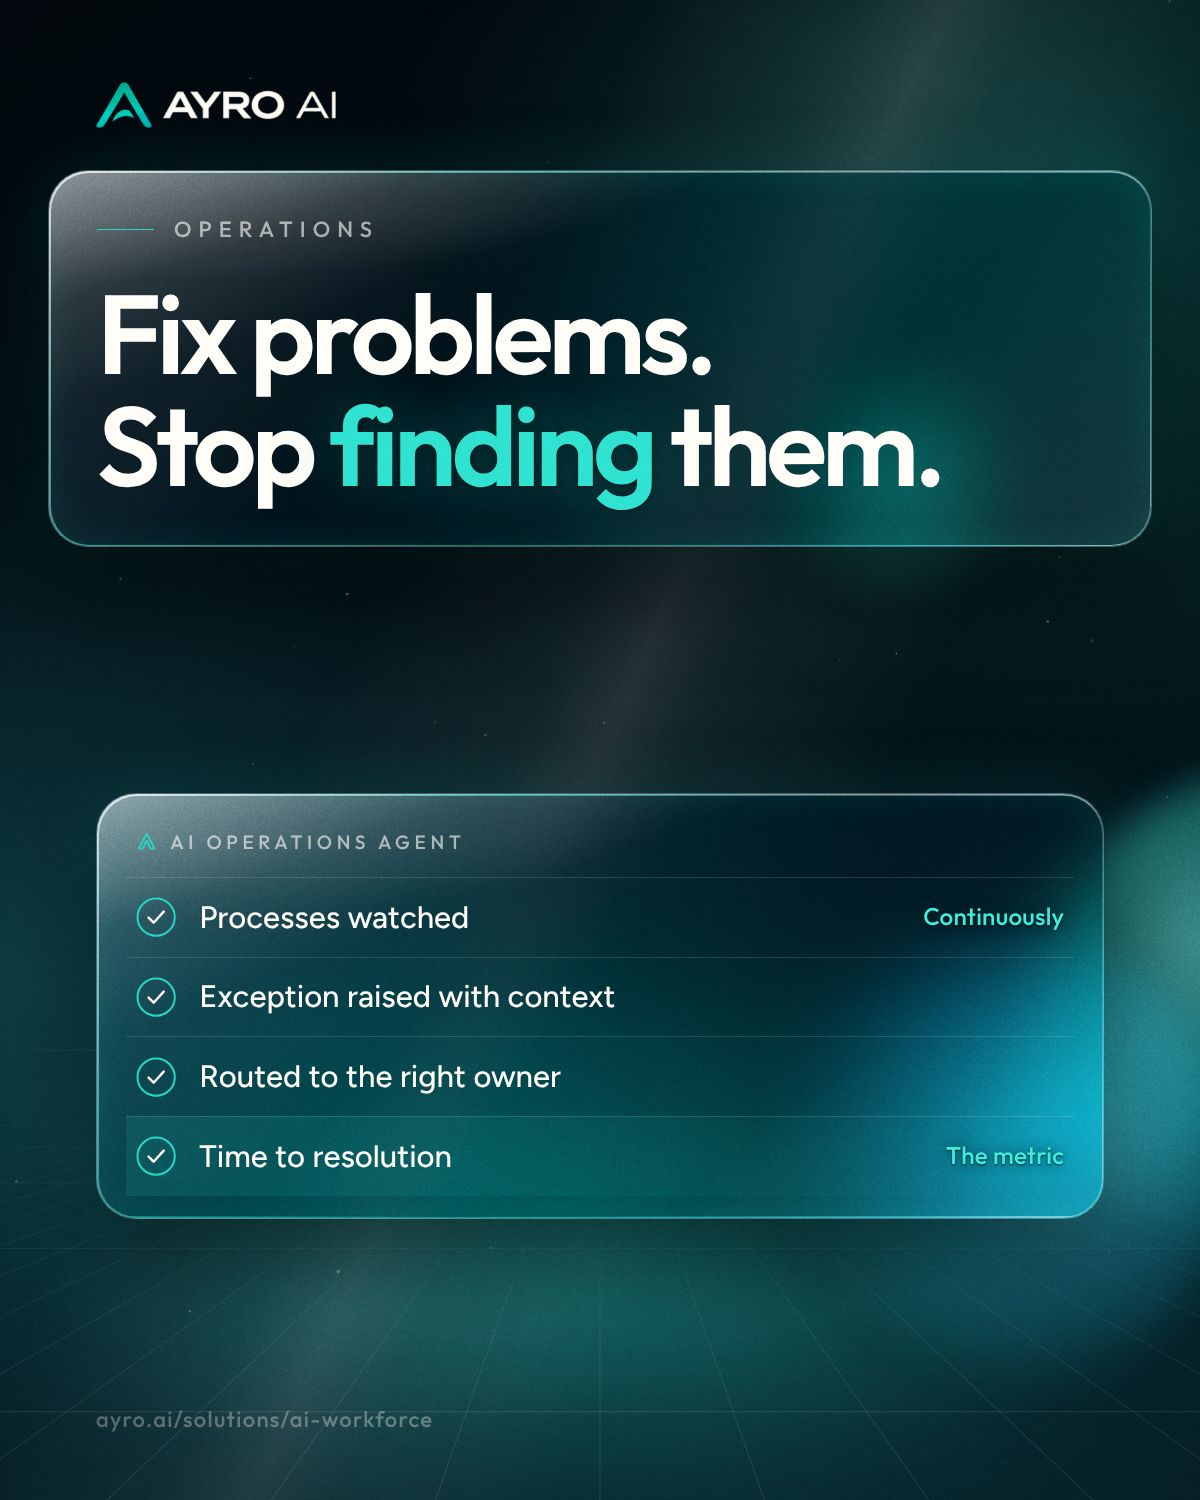 AYRO AI
OPERATIONS
Fix problems.
Stop finding them.
AI OPERATIONS AGENT
Processes watched Continuously
Exception raised with context
Routed to the right owner
Time to resolution The metric
ayro.ai/solutions/ai-workforce